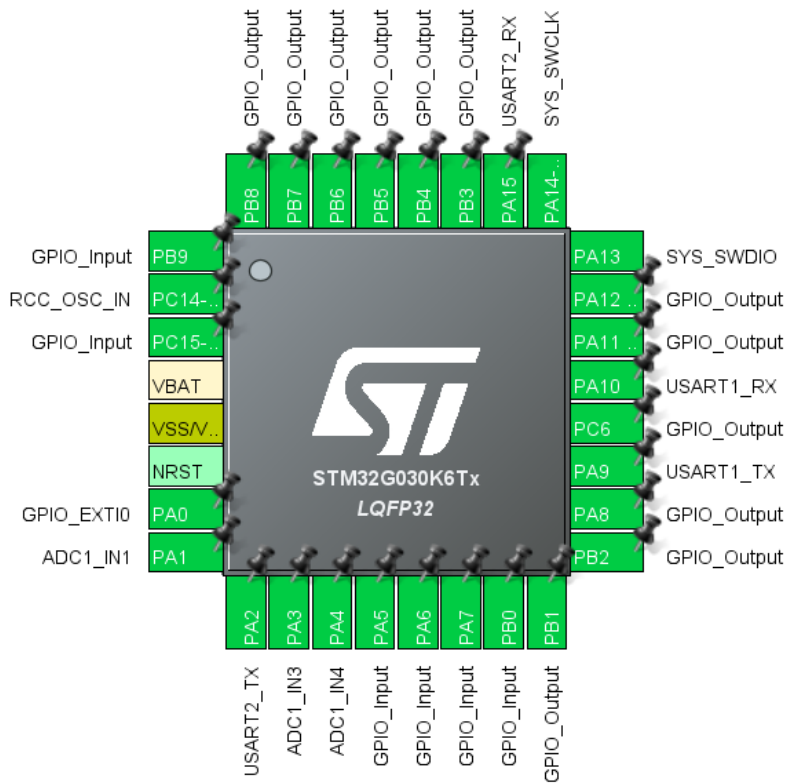 GPIO_Output
GPIO_Output
GPIO_Output
GPIO_Output
GPIO_Output
GPIO_Output
USART2_RX
SYS_SWCLK
PB8
PB7
PB6
PB5
PB4
PB3
PA15
PA14-..
GPIO_Input PB9
RCC_OSC_IN PC14-..
GPIO_Input PC15-..
VBAT
VSS/V..
NRST
GPIO_EXTI0 PA0
ADC1_IN1 PA1
ST
STM32G030K6Tx
LQFP32
PA13 SYS_SWDIO
PA12 .. GPIO_Output
PA11 .. GPIO_Output
PA10 USART1_RX
PC6 GPIO_Output
PA9 USART1_TX
PA8 GPIO_Output
PB2 GPIO_Output
PA2
PA3
PA4
PA5
PA6
PA7
PB0
PB1
USART2_TX
ADC1_IN3
ADC1_IN4
GPIO_Input
GPIO_Input
GPIO_Input
GPIO_Input
GPIO_Output